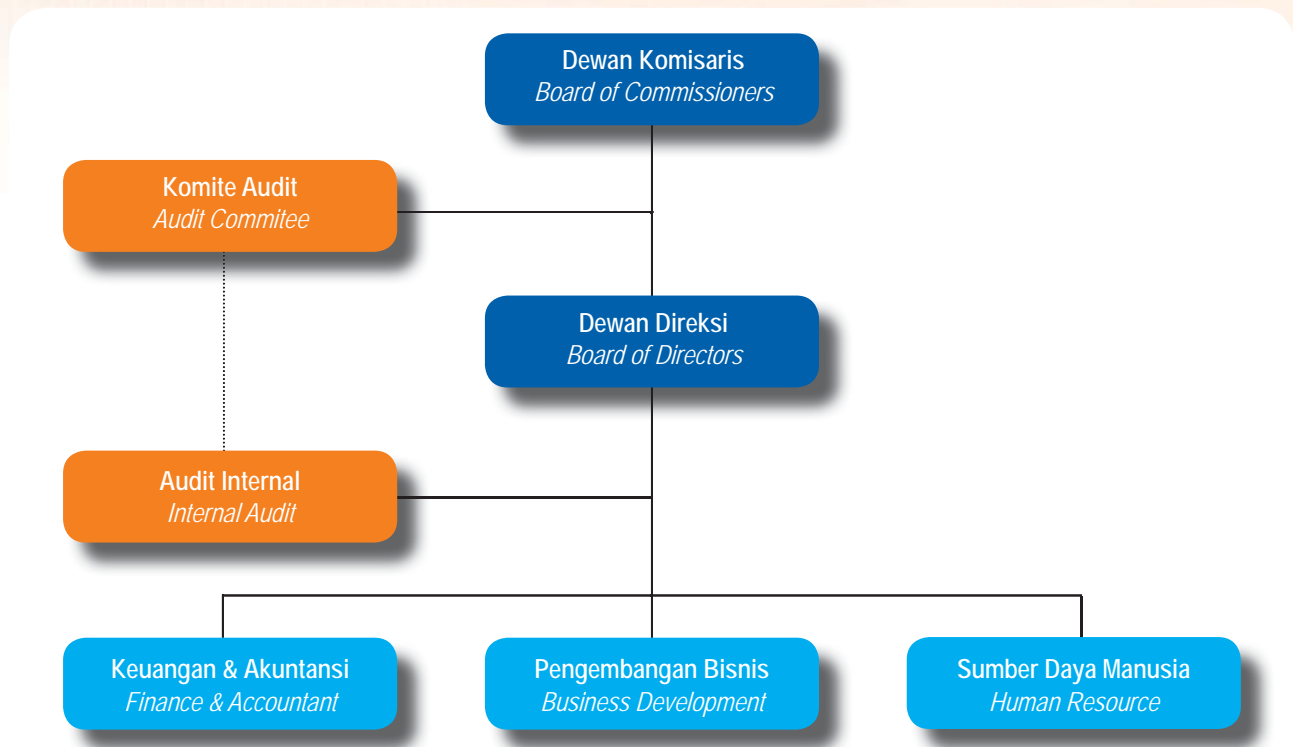 Dewan Komisaris
Board of Commissioners
Komite Audit
Audit Commitee
Dewan Direksi
Board of Directors
Audit Internal
Internal Audit
Keuangan & Akuntansi
Finance & Accountant
Pengembangan Bisnis
Business Development
Sumber Daya Manusia
Human Resource